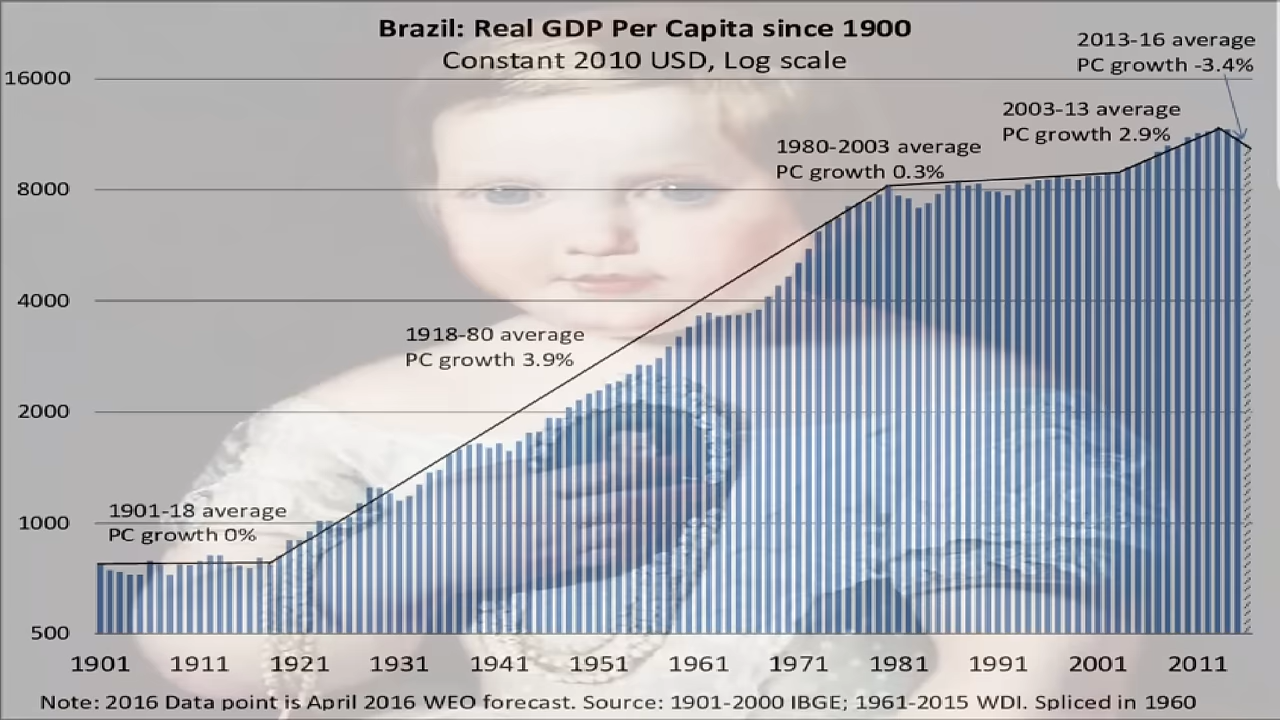 Brazil: Real GDP Per Capita since 1900
Constant 2010 USD, Log scale
2013-16 average
PC growth -3.4%
2003-13 average
PC growth 2.9%
1980-2003 average
PC growth 0.3%
1918-80 average
PC growth 3.9%
1901-18 average
PC growth 0%
16000
8000
4000
2000
1000
500
1901 1911 1921 1931 1941 1951 1961 1971 1981 1991 2001 2011
Note: 2016 Data point is April 2016 WEO forecast. Source: 1901-2000 IBGE; 1961-2015 WDI. Spliced in 1960